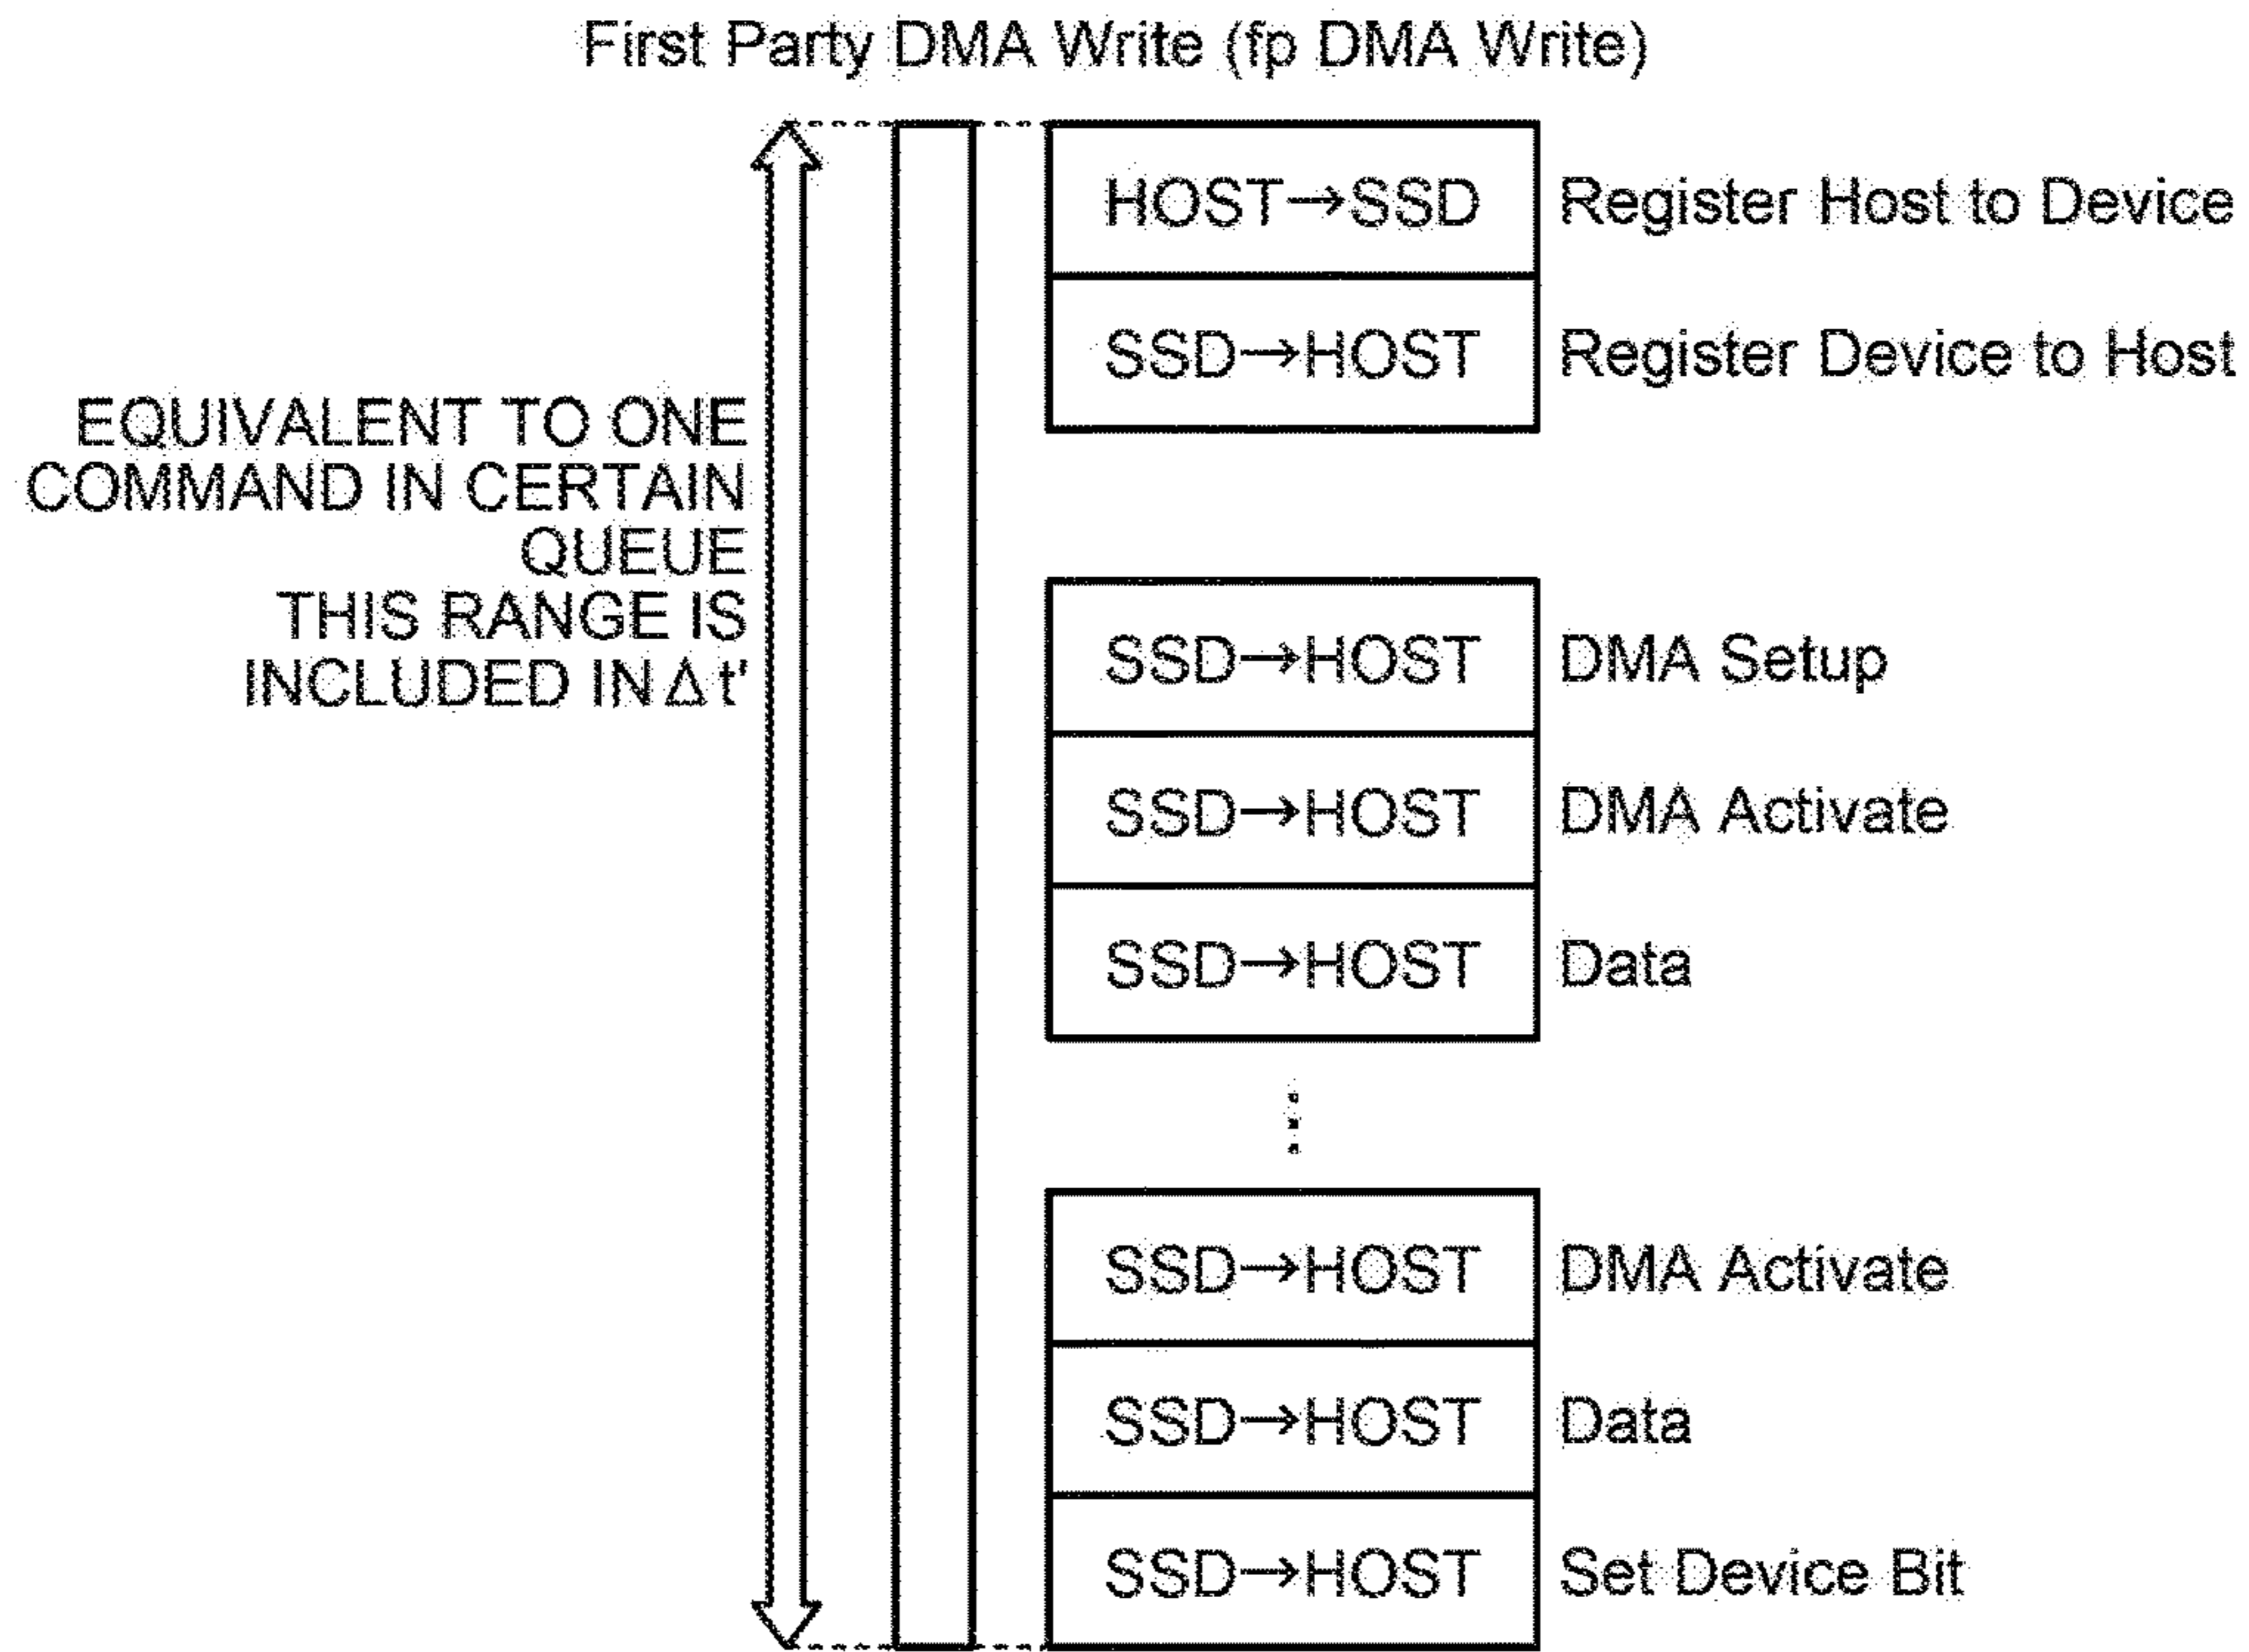 First Party DMA Write (fp DMA Write)
HOST→SSD Register Host to Device
SSD→HOST Register Device to Host
EQUIVALENT TO ONE
COMMAND IN CERTAIN
QUEUE
THIS RANGE IS
INCLUDED IN Δt'
SSD→HOST DMA Setup
SSD→HOST DMA Activate
SSD→HOST Data
SSD→HOST DMA Activate
SSD→HOST Data
SSD→HOST Set Device Bit